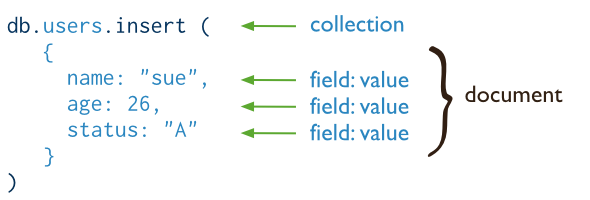 db.users.insert (    collection
{
name: "sue",    field: value
age: 26,    field: value
status: "A"    field: value
}
)
document